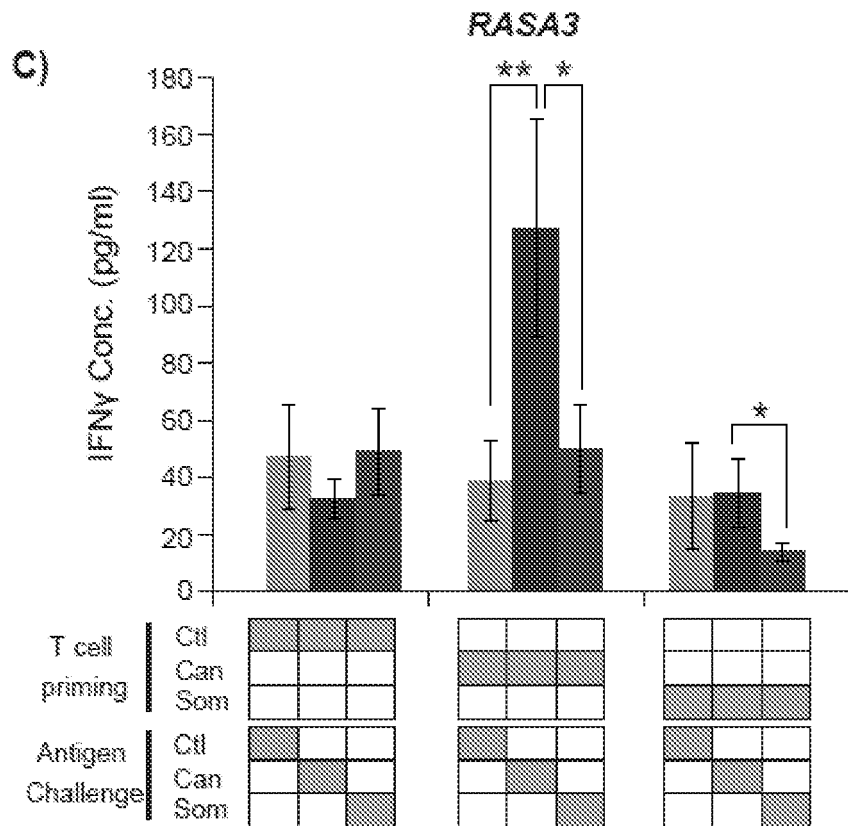 RASA3
C)
** *
180
160
140
120
100
80
60
40
20
0
IFNγ Conc. (pg/ml)
*
T cell priming
Ctl
Can
Som
Antigen Challenge
Ctl
Can
Som